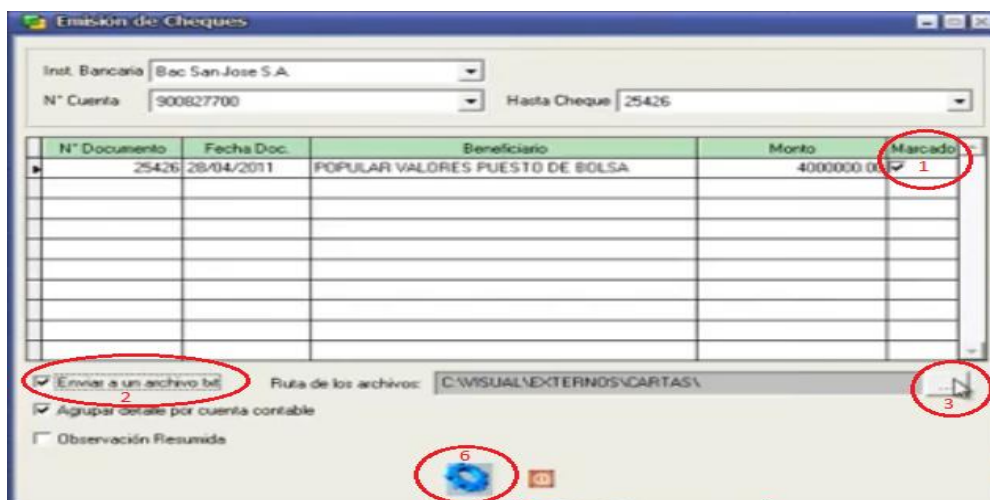 Emisión de Cheques
Inst. Bancaria Bac San Jose S.A.
N° Cuenta 900827700 Hasta Cheque 25426
N° Documento Fecha Doc. Beneficiario Monto Marcado
25426 28/04/2011 POPULAR VALORES PUESTO DE BOLSA 4000000.00 1
Enviar a un archivo txt Ruta de los archivos: C:\VISUAL\EXTERNOS\CARTAS\ ...
2 3
Agrupar detalle por cuenta contable
Observación Resumida
6